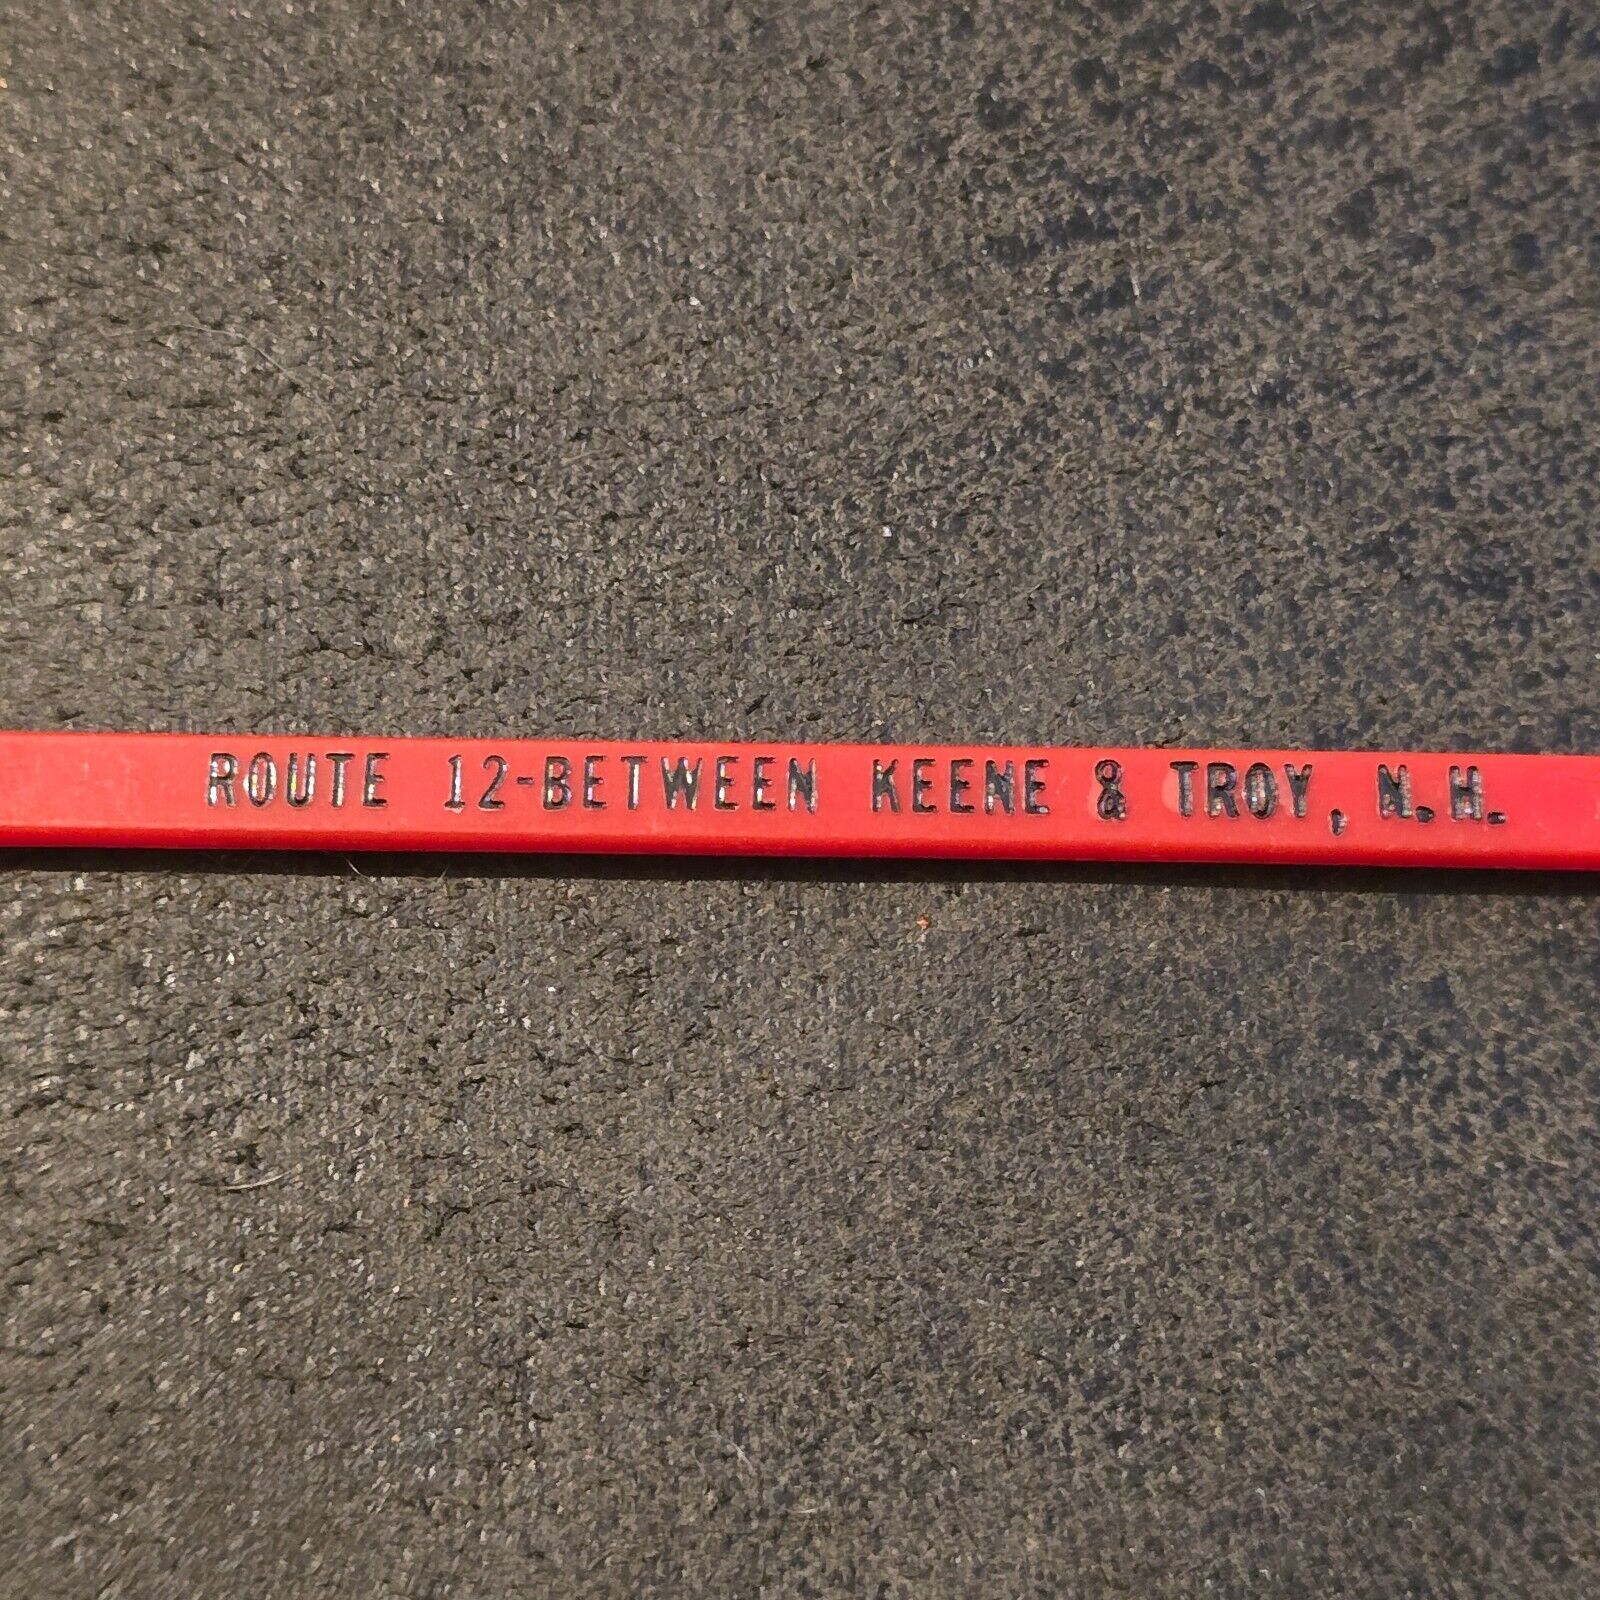 ROUTE 12-BETWEEN KEENE & TROY, N.H.